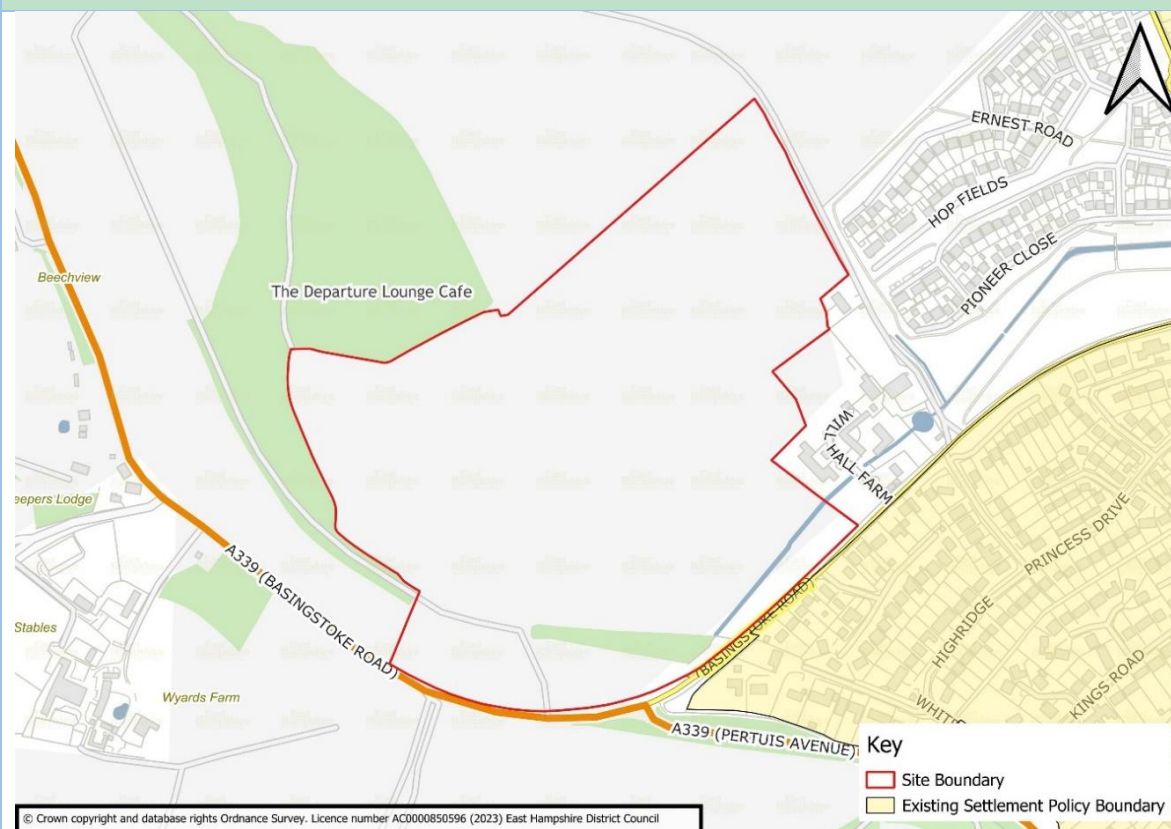 ERNEST ROAD
HOP FIELDS
PIONEER CLOSE
Beechview
The Departure Lounge Cafe
WILL
HALL FARM
PRINCESS DRIVE
eepers Lodge
A339 (BASINGSTOKE ROAD)
(BASINGSTOKE ROAD)
HIGHRIDGE
KINGS ROAD
Stables
Wyards Farm
WHIT
A339 (PERTUIS AVENUE)
Key
Site Boundary
Existing Settlement Policy Boundary
© Crown copyright and database rights Ordnance Survey. Licence number AC0000850596 (2023) East Hampshire District Council